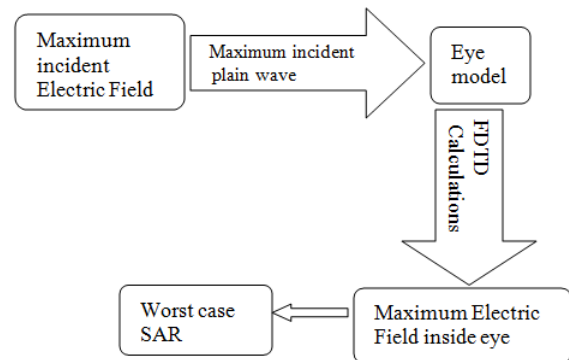 Maximum
incident
Electric Field
Maximum incident
plain wave
Eye
model
FDTD
Calculations
Maximum Electric
Field inside eye
Worst case
SAR